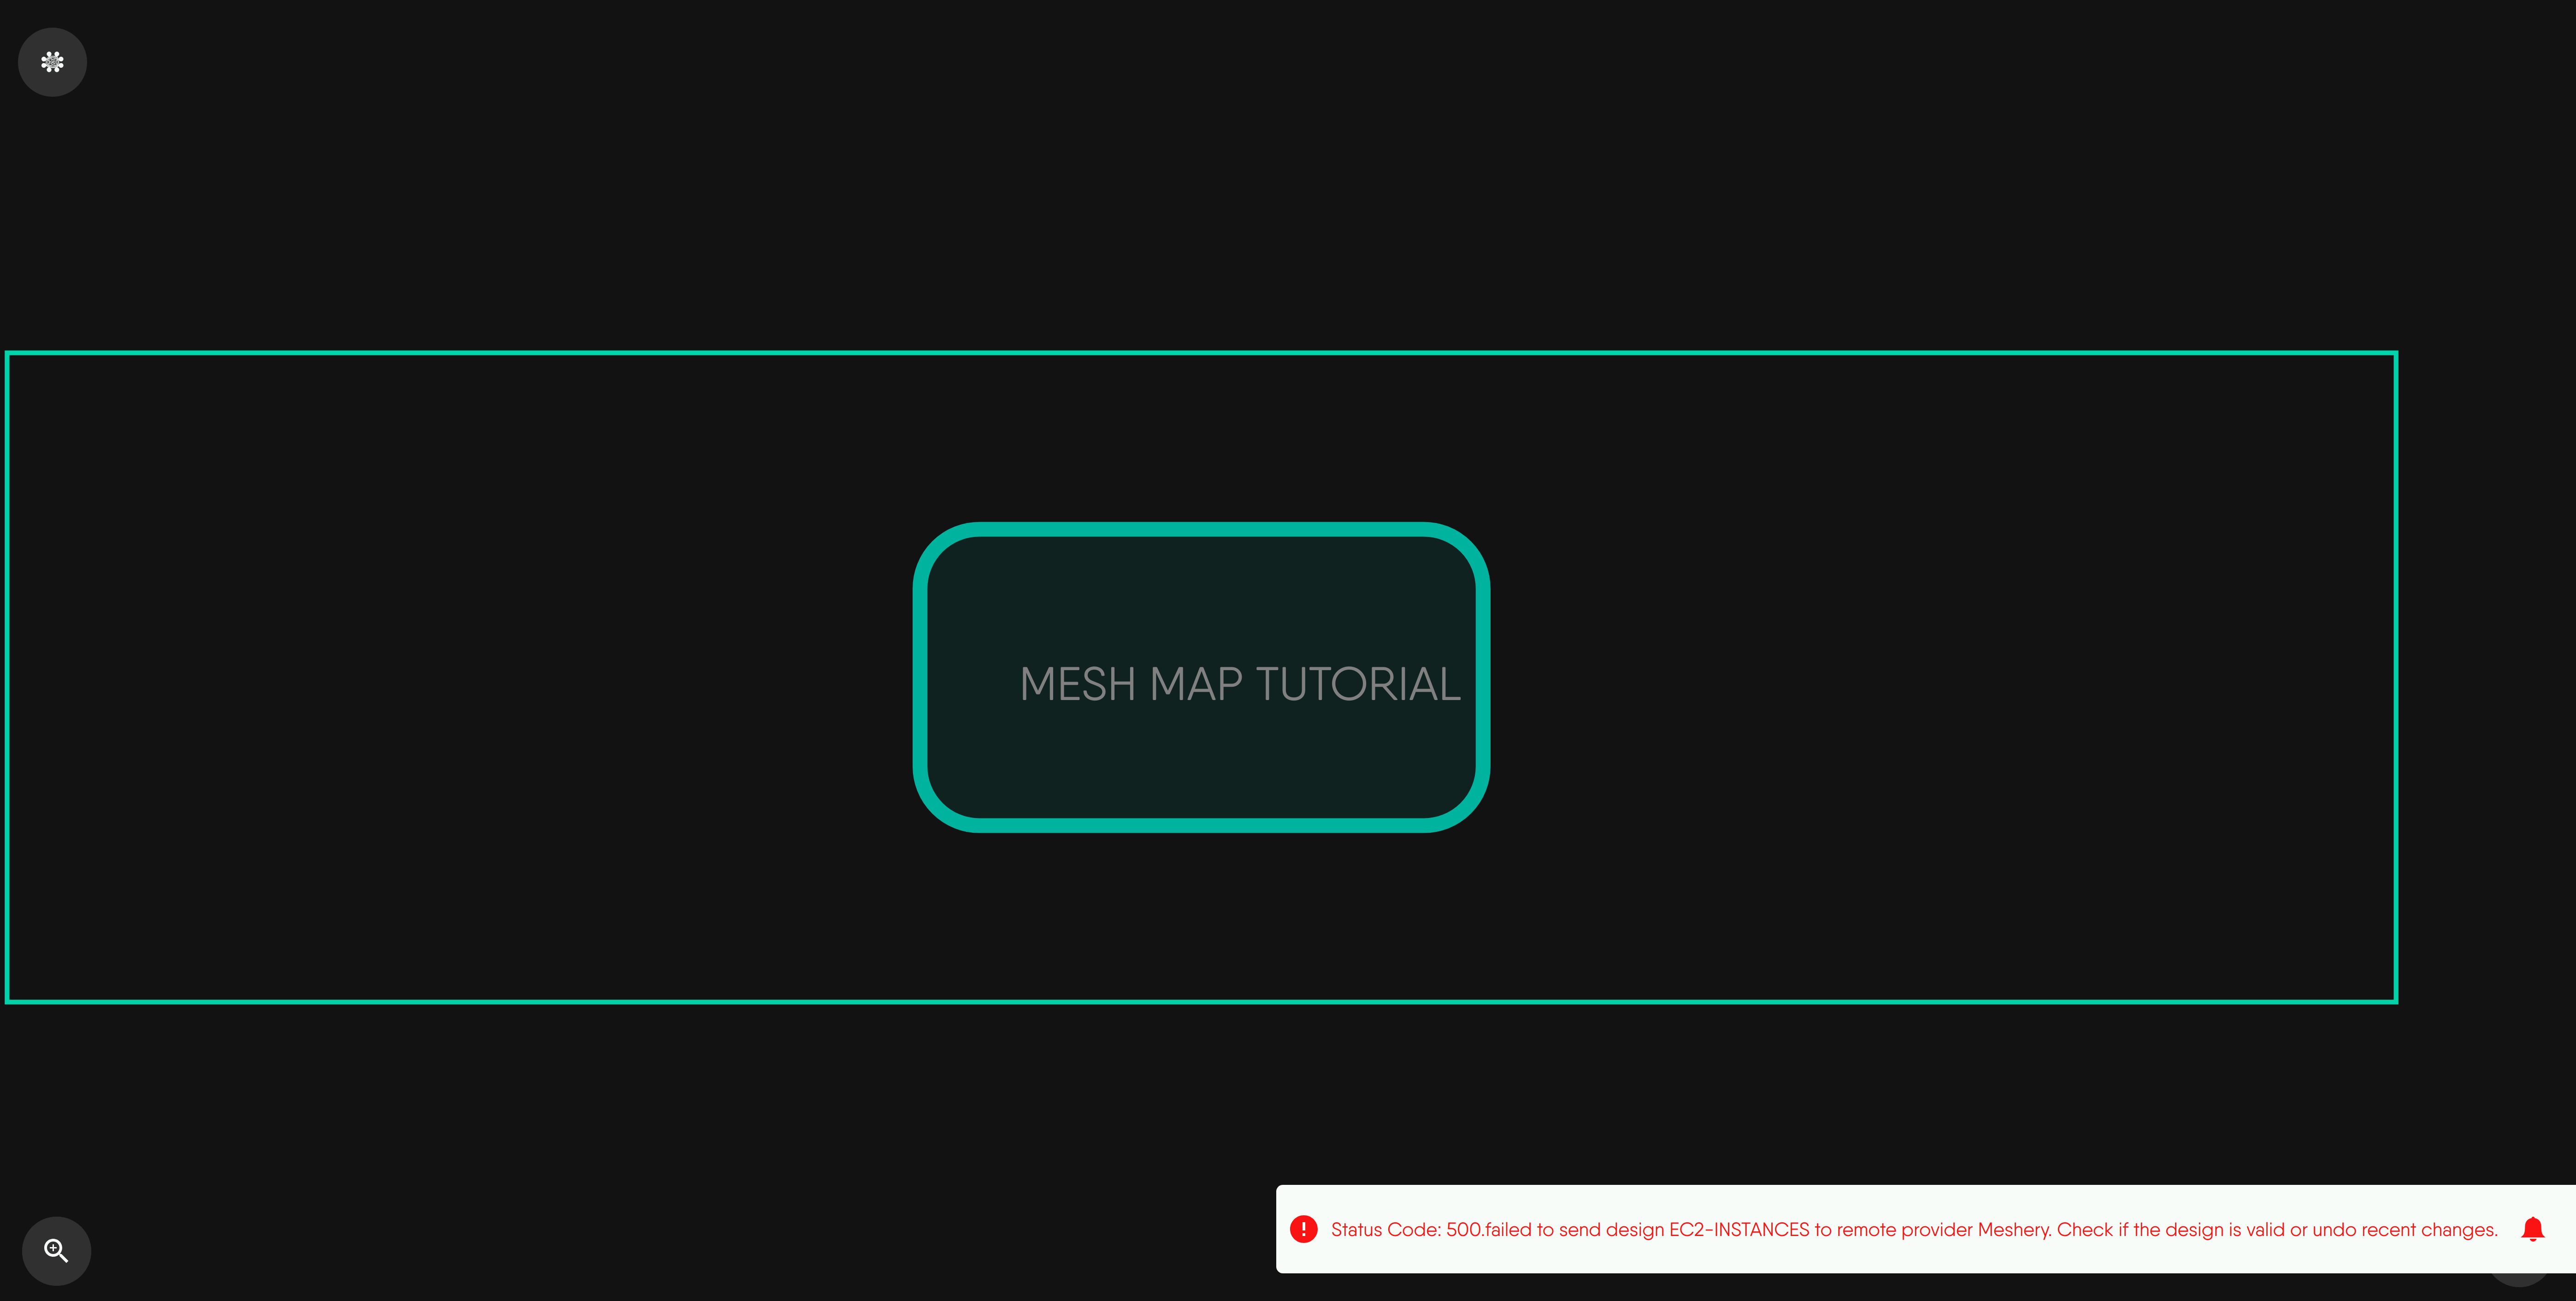 MESH MAP TUTORIAL
Status Code: 500.failed to send design EC2-INSTANCES to remote provider Meshery. Check if the design is valid or undo recent changes.